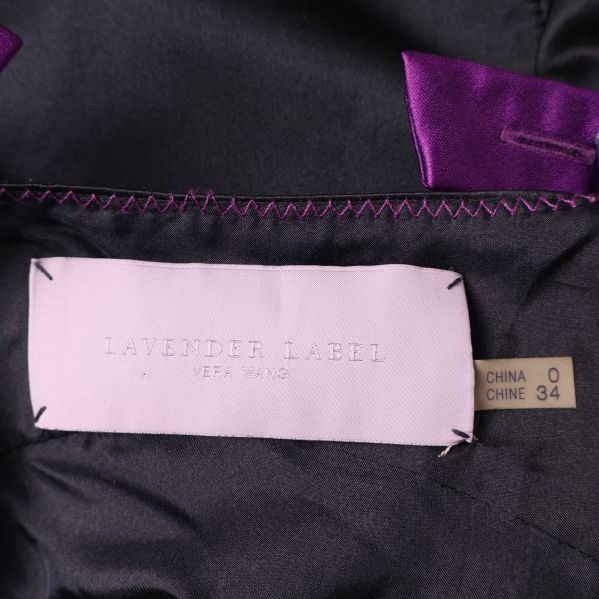 LAVENDER LABEL
VERA WANG
CHINA 0
CHINE 34